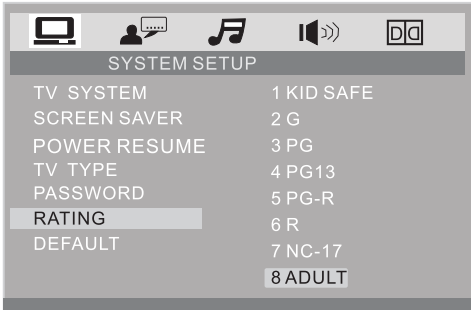 SYSTEM SETUP
TV SYSTEM
SCREEN SAVER
POWER RESUME
TV TYPE
PASSWORD
RATING
DEFAULT
1 KID SAFE
2 G
3 PG
4 PG13
5 PG-R
6 R
7 NC-17
8 ADULT